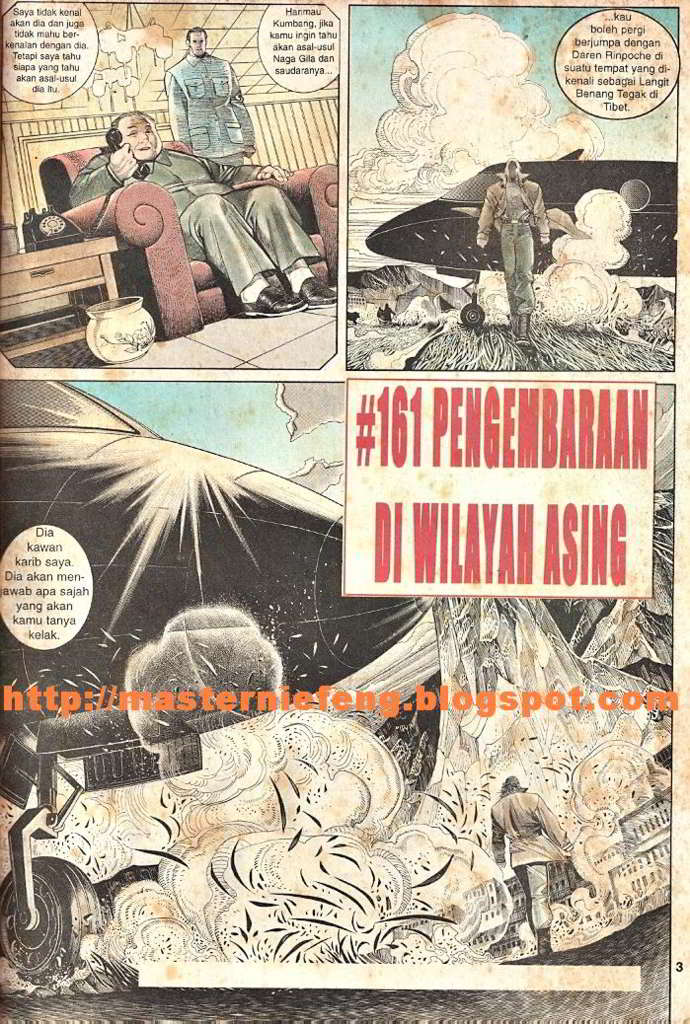 Saya tidak kenal
akan dia dan juga
tidak mahu ber-
kenalan dengan dia.
Tetapi saya tahu
siapa yang tahu
akan asal-usul
dia itu.
Harimau
Kumbang, jika
kamu ingin tahu
akan asal-usul
Naga Gila dan
saudaranya...
...kau
boleh pergi
berjumpa dengan
Daren Rinpoche di
suatu tempat yang di-
kenali sebagai Langit
Benang Tegak di
Tibet.
#161 PENGEMBARAAN
DI WILAYAH ASING
Dia
kawan
karib saya.
Dia akan men-
jawab apa sajah
yang akan
kamu tanya
kelak.
http://masterniefeng.blogspot.com
3